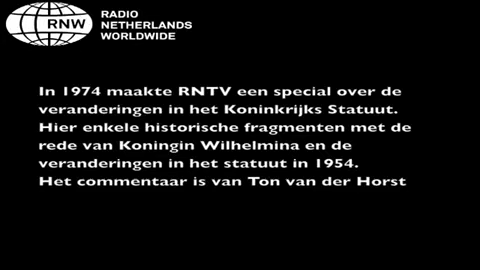 RNW
RADIO
NETHERLANDS
WORLDWIDE
In 1974 maakte RNTV een special over de
veranderingen in het Koninkrijks Statuut.
Hier enkele historische fragmenten met de
rede van Koningin Wilhelmina en de
veranderingen in het statuut in 1954.
Het commentaar is van Ton van der Horst